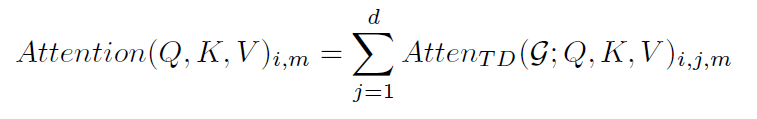 Attention(Q, K, V)_{i,m} = \sum_{j=1}^{d} Atten_{TD}(\mathcal{G}; Q, K, V)_{i,j,m}